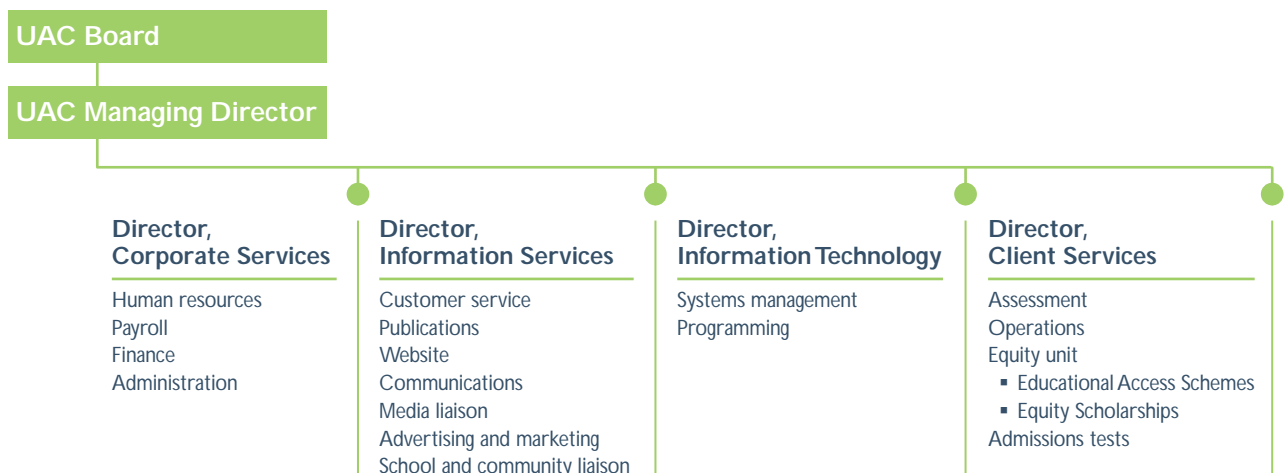 UAC Board
UAC Managing Director
Director,
Corporate Services
Human resources
Payroll
Finance
Administration
Director,
Information Services
Customer service
Publications
Website
Communications
Media liaison
Advertising and marketing
School and community liaison
Director,
Information Technology
Systems management
Programming
Director,
Client Services
Assessment
Operations
Equity unit
▪ Educational Access Schemes
▪ Equity Scholarships
Admissions tests